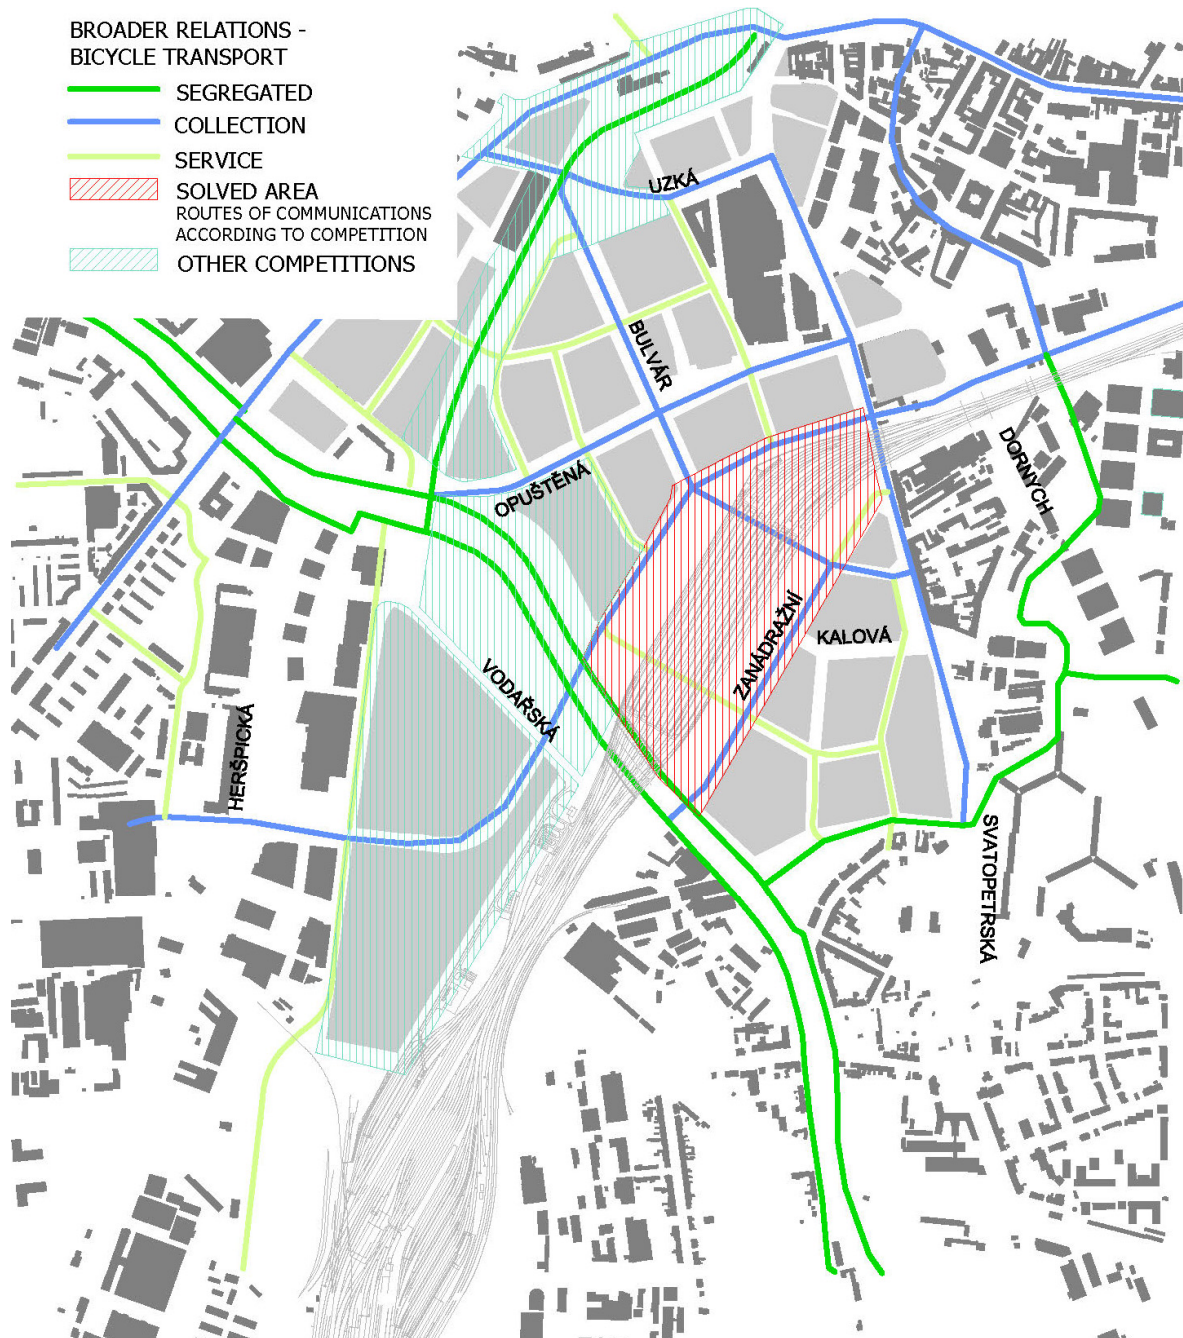 BROADER RELATIONS -
BICYCLE TRANSPORT
SEGREGATED
COLLECTION
SERVICE
SOLVED AREA
ROUTES OF COMMUNICATIONS
ACCORDING TO COMPETITION
OTHER COMPETITIONS
UZKÁ
BULVÁR
OPUŠTĚNÁ
DORNYCH
ZANÁDRAŽNÍ
KALOVÁ
VODAŘSKÁ
HERŠPICKÁ
SVATOPETRSKÁ